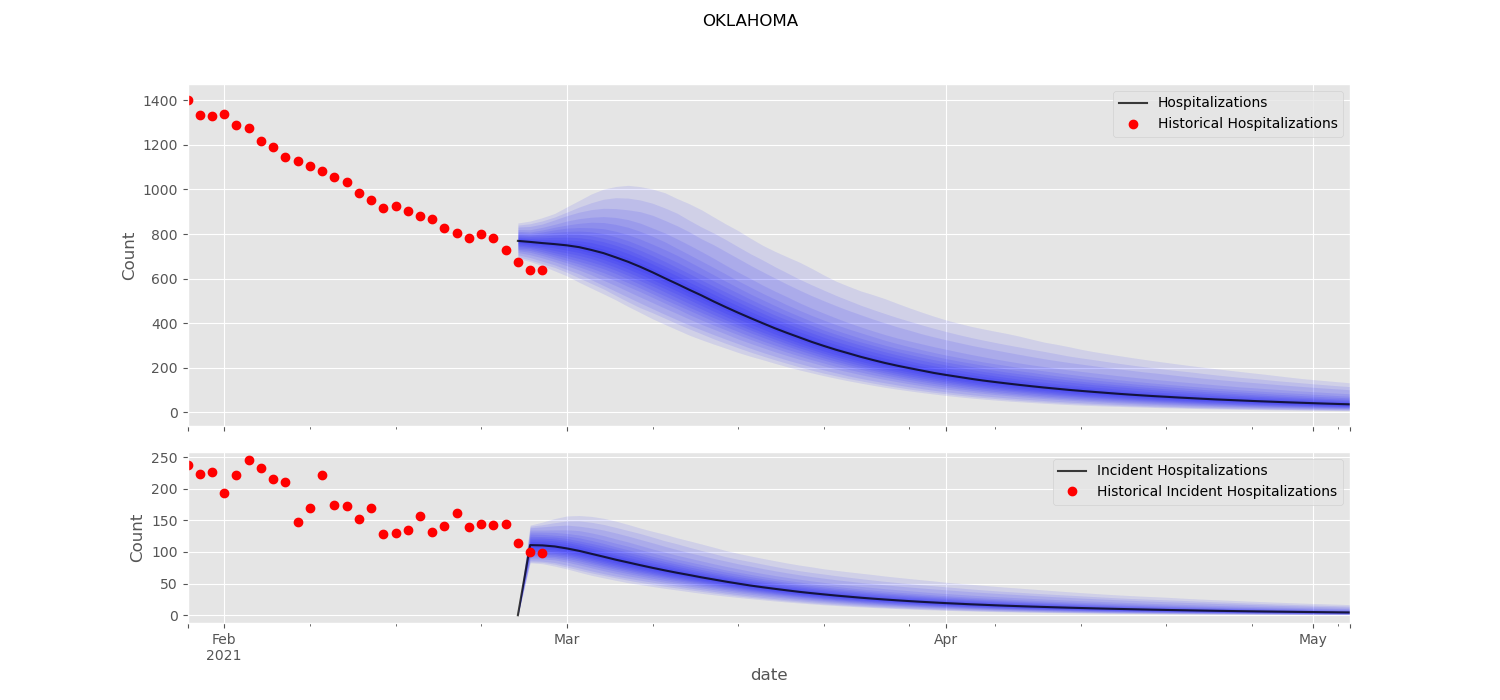 OKLAHOMA
1400
1200
1000
800
600
400
200
0
Count
Hospitalizations
Historical Hospitalizations
250
200
150
100
50
0
Count
Incident Hospitalizations
Historical Incident Hospitalizations
Feb
2021
Mar
Apr
May
date